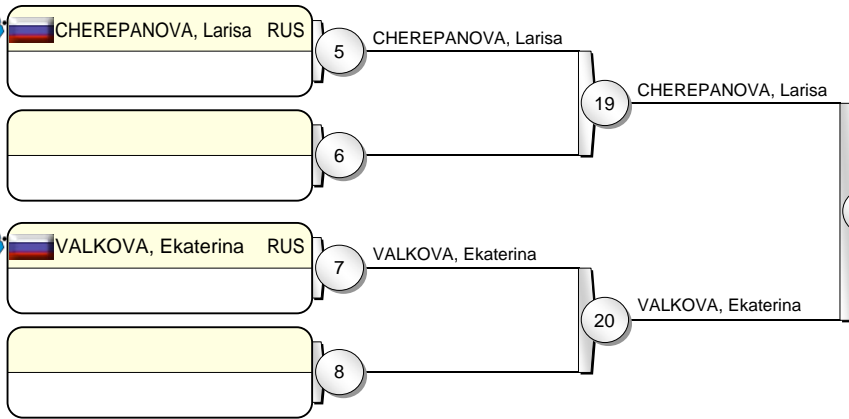 CHEREPANOVA, Larisa RUS
5
CHEREPANOVA, Larisa
19
CHEREPANOVA, Larisa
6
VALKOVA, Ekaterina RUS
7
VALKOVA, Ekaterina
20
VALKOVA, Ekaterina
8